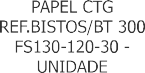 PAPEL CTG
REF.BISTOS/BT 300
FS130-120-30 -
UNIDADE